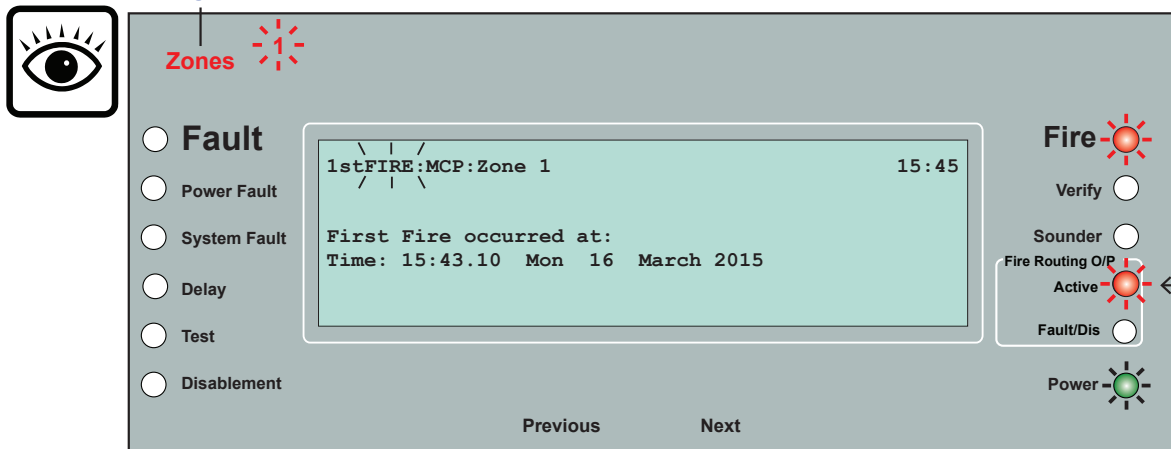 Zones 1
Fault
Fire
1stFIRE:MCP:Zone 1 15:45
Power Fault
Verify
System Fault
First Fire occurred at:
Sounder
Time: 15:43.10 Mon 16 March 2015
Fire Routing O/P
Delay
Active
Test
Fault/Dis
Disablement
Power
Previous Next